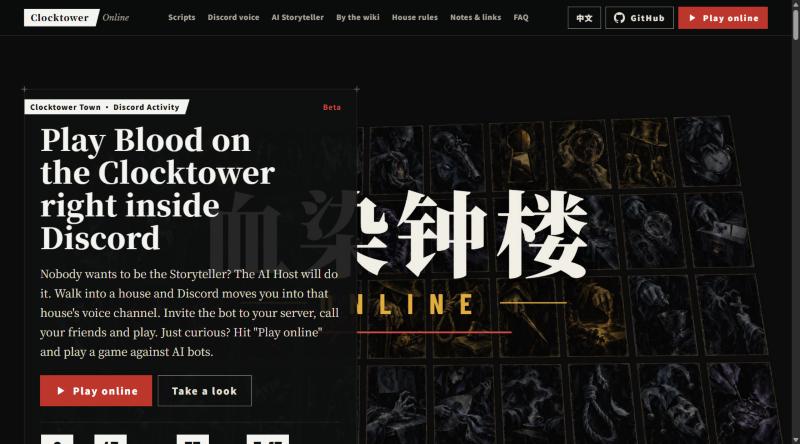 Clocktower Online
Scripts Discord voice AI Storyteller By the wiki House rules Notes & links FAQ
中文 GitHub Play online
Clocktower Town • Discord Activity
Beta
Play Blood on
the Clocktower
right inside
Discord
血染钟楼
NLINE
Nobody wants to be the Storyteller? The AI Host will do
it. Walk into a house and Discord moves you into that
house's voice channel. Invite the bot to your server, call
your friends and play. Just curious? Hit "Play online"
and play a game against AI bots.
Play online Take a look